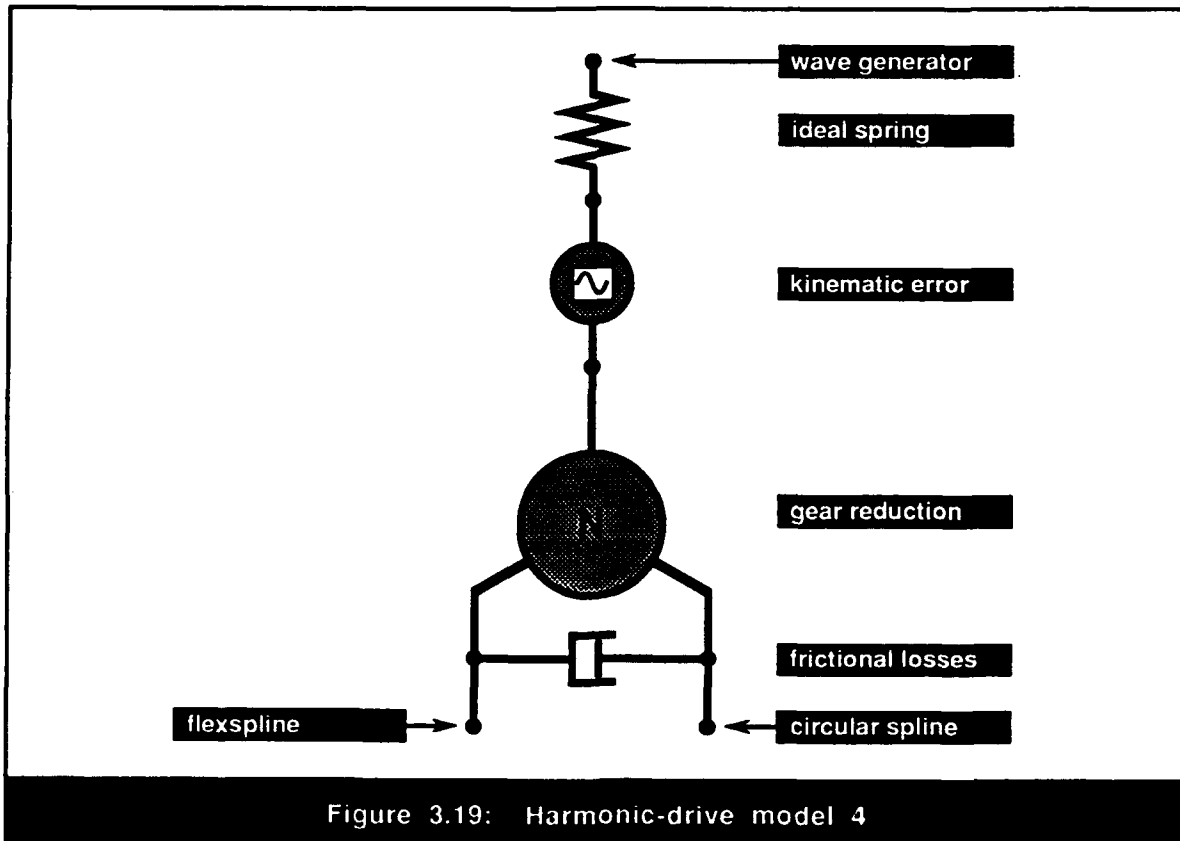 wave generator
ideal spring
kinematic error
N
gear reduction
frictional losses
flexspline
circular spline
Figure 3.19: Harmonic-drive model 4